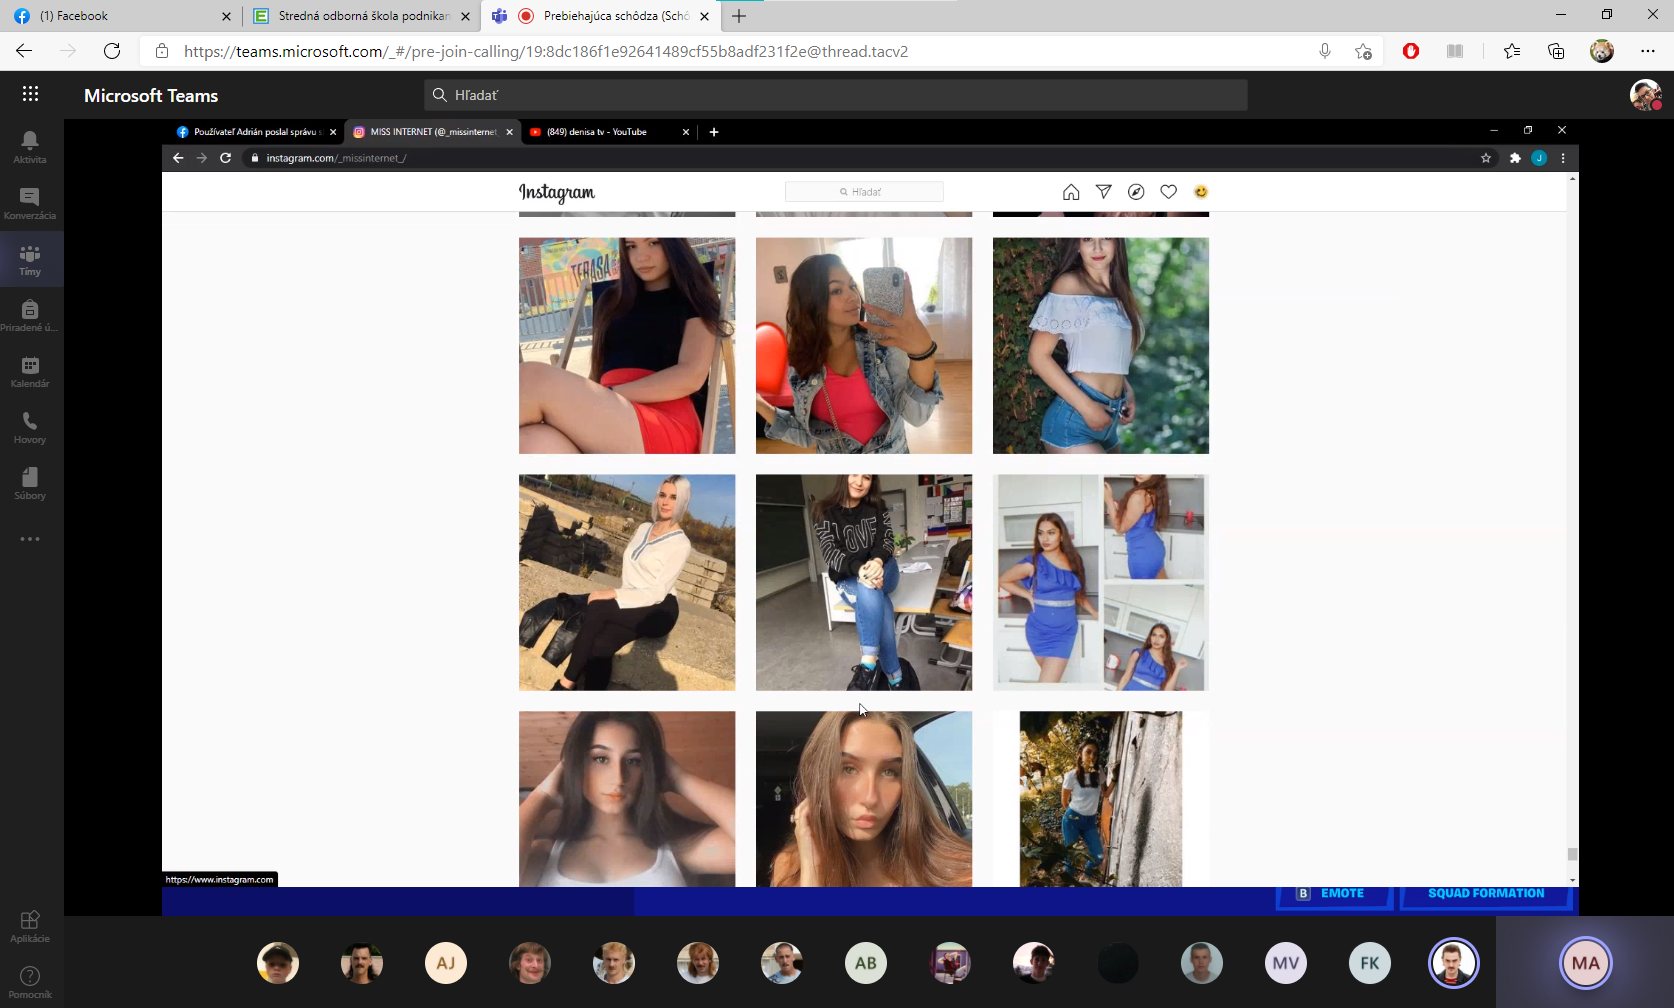 (1) Facebook
Stredná odborná škola podnikan
Prebiehajúca schôdza (Schô
https://teams.microsoft.com/_#/pre-join-calling/19:8dc186f1e92641489cf55b8adf231f2e@thread.tacv2
Microsoft Teams
Hľadať
Aktivita
Konverzácia
Tímy
Priradené ú...
Kalendár
Hovory
Súbory
Aplikácie
Pomocník
Používateľ Adrián poslal správu s
MISS INTERNET (@_missinternet_
(849) denisa tv - YouTube
instagram.com/_missinternet_/
J
Instagram
Hľadať
TERASA
LOVE
https://www.instagram.com
B EMOTE
SQUAD FORMATION
AJ
AB
MV
FK
MA